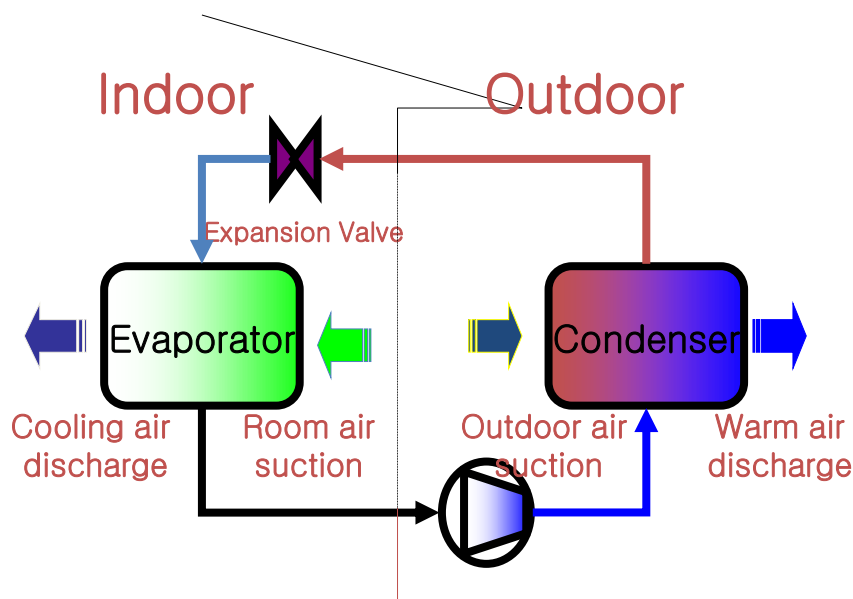 Indoor
Outdoor
Expansion Valve
Evaporator
Condenser
Cooling air
discharge
Room air
suction
Outdoor air
suction
Warm air
discharge